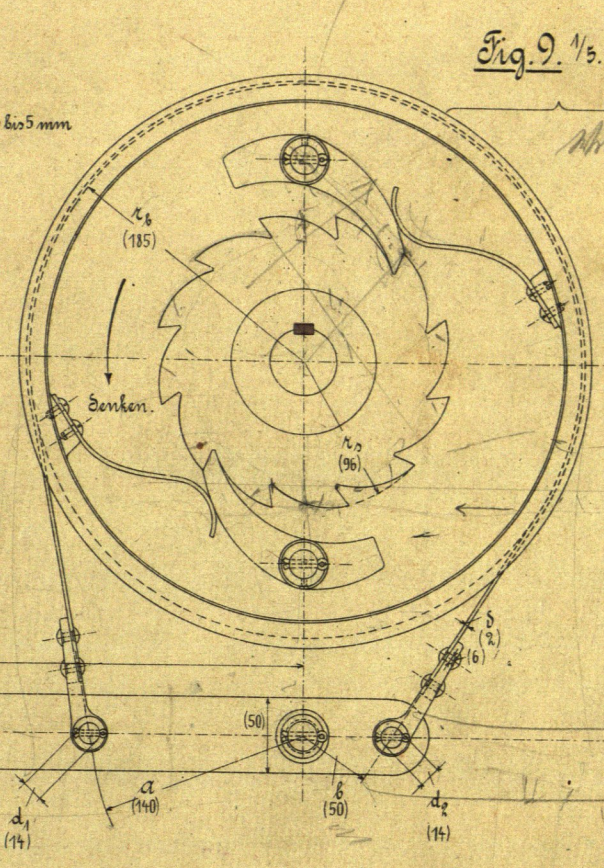 Fig. 9. 1/5.
bis 5 mm
r_b
(185)
Senken.
r_s
(96)
s
(2)
(6)
(50)
a
(140)
b
(50)
d_1
(14)
d_2
(14)